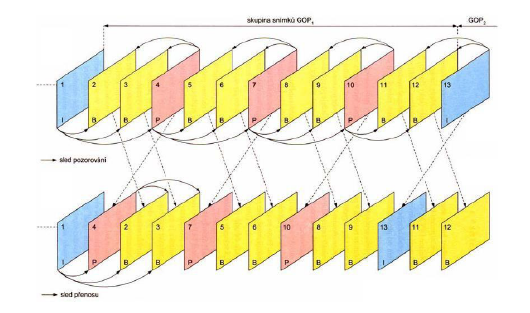 skupina snímků GOP₁ GOP₂
1 2 3 4 5 6 7 8 9 10 11 12 13
I B B P B B P B B P B B I
sled pozorování
1 4 2 3 7 5 6 10 8 9 13 11 12
I P B B P B B P B B I B B
sled přenosu